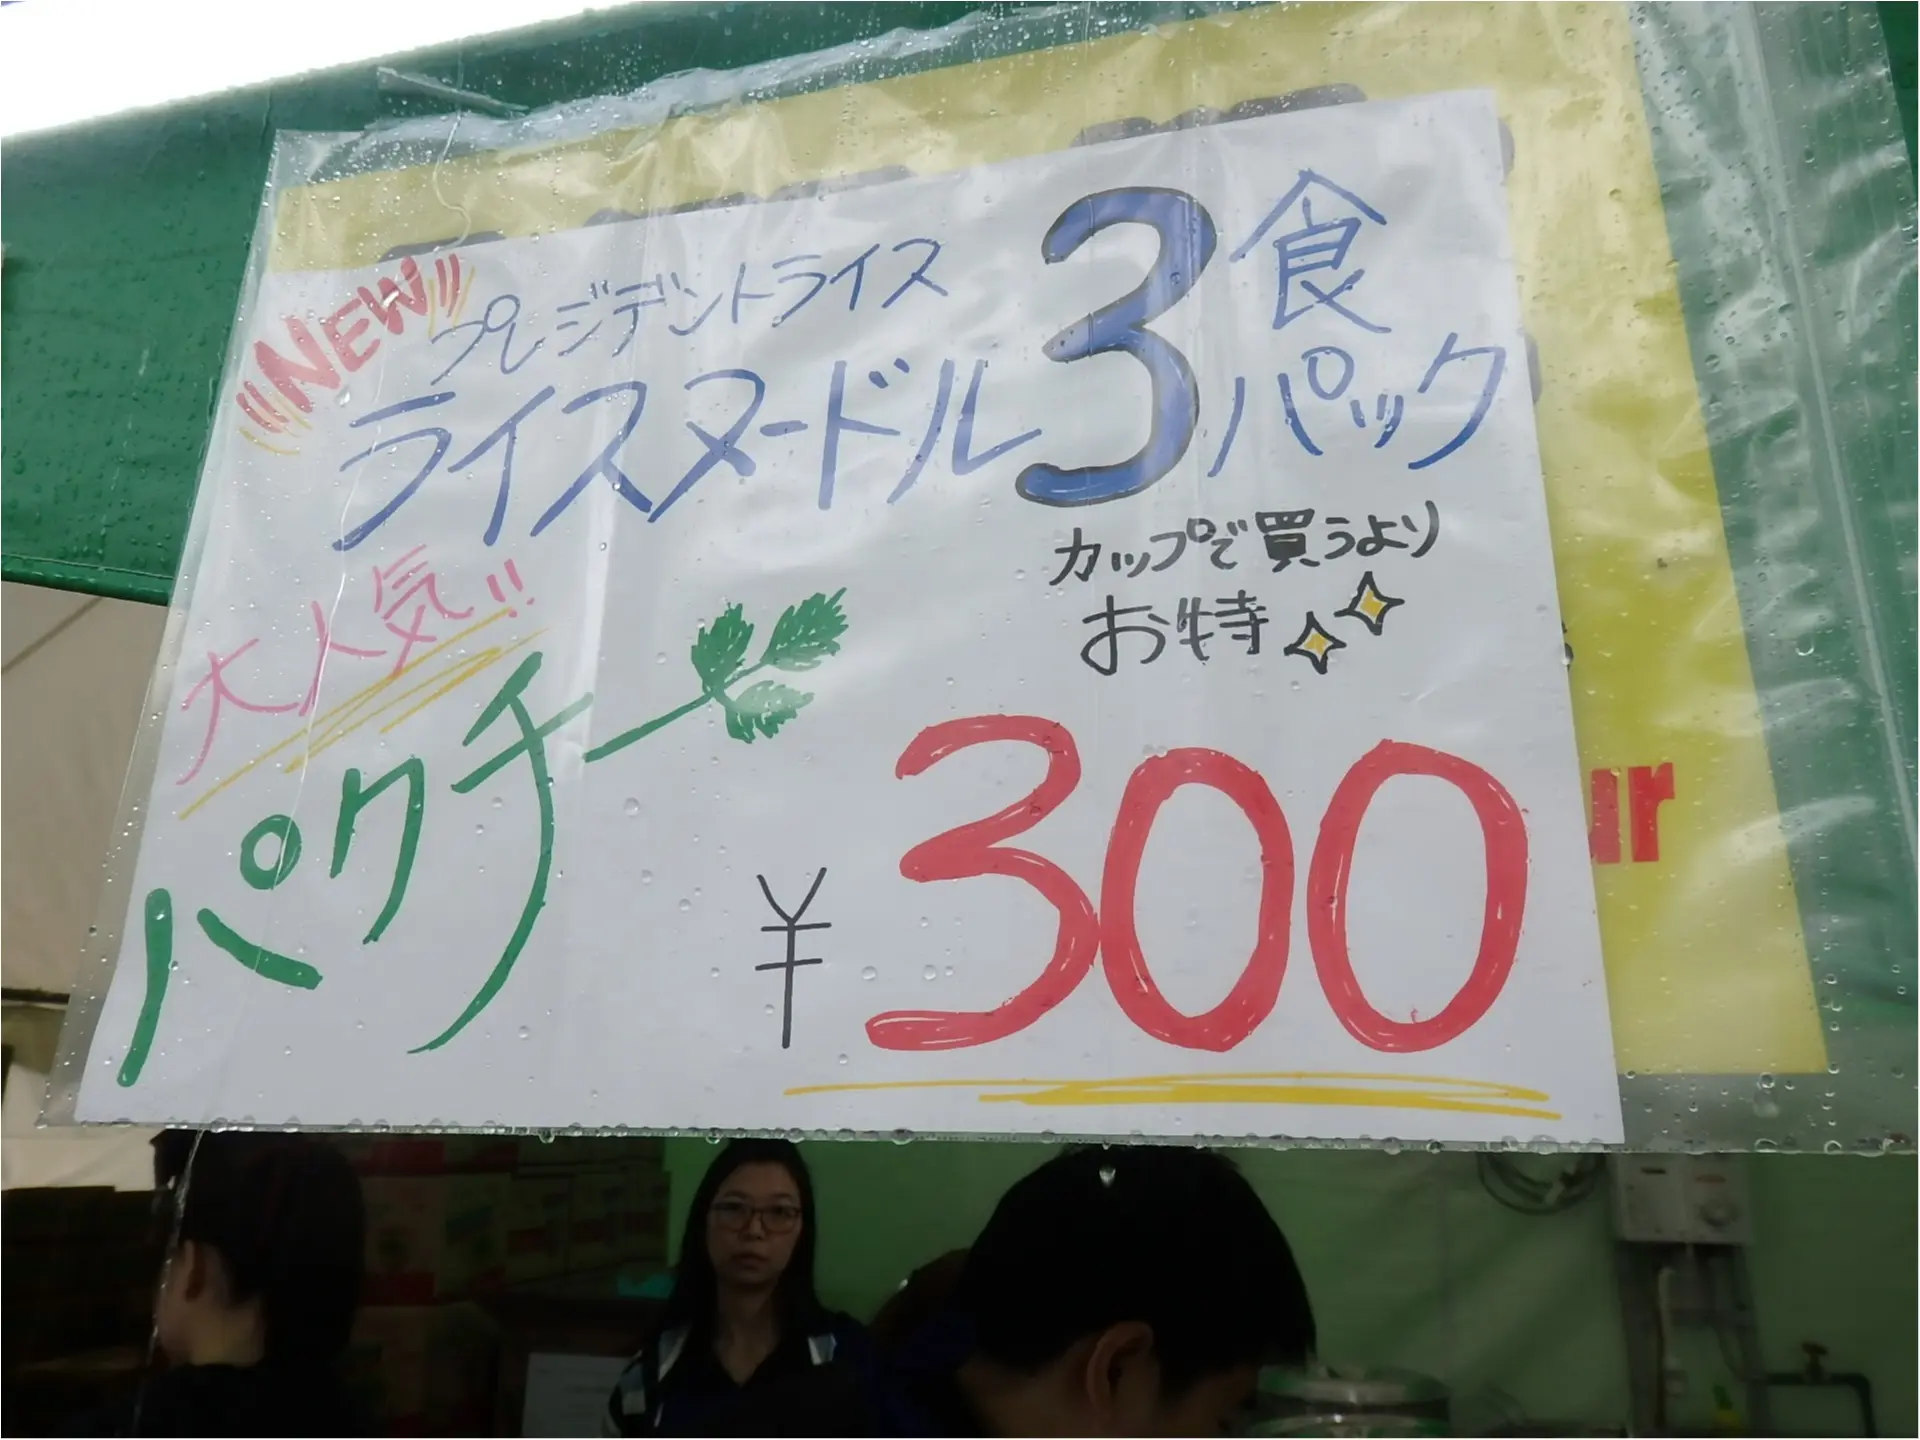 NEW
プレジデントライス
ライスヌードル3食パック
カップで買うより
お特
大人気!!
パクチー
¥300
ur